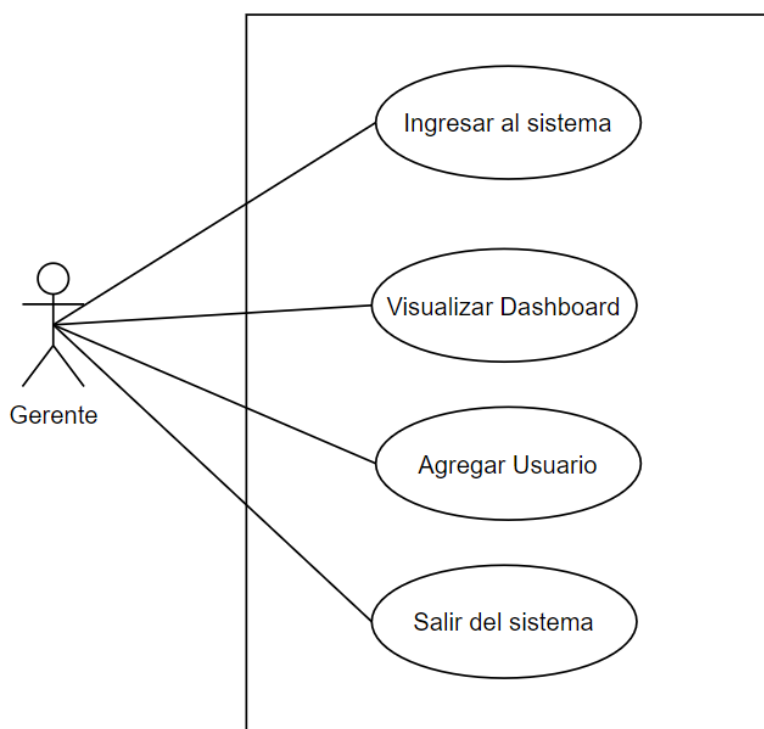 Ingresar al sistema
Visualizar Dashboard
Gerente
Agregar Usuario
Salir del sistema